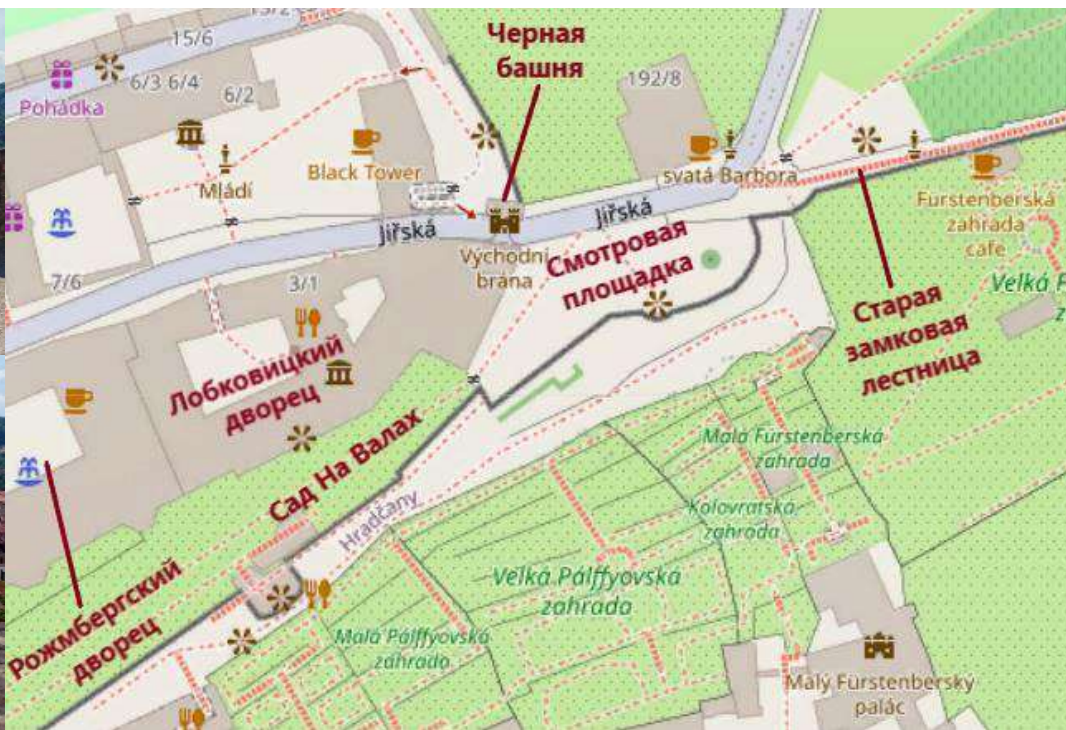 15/6
Черная
башня
6/3 6/4
6/2
192/8
Pohádka
Black Tower
Mládí
svatá Barbora
Jiřská
Jiřská
Furstenberská
zahrada
cafe
Východní
brána
Смотровая
площадка
7/6
3/1
Старая
замковая
лестница
Лобковицкий
дворец
Сад На Валах
Hradčany
Malá Fürstenberská
zahrada
Kolovratská
zahrada
Velká Pálffyovská
zahrada
Рожмбергский
дворец
Malá Pálffyovská
zahrada
Malý Fürstenberský
palác